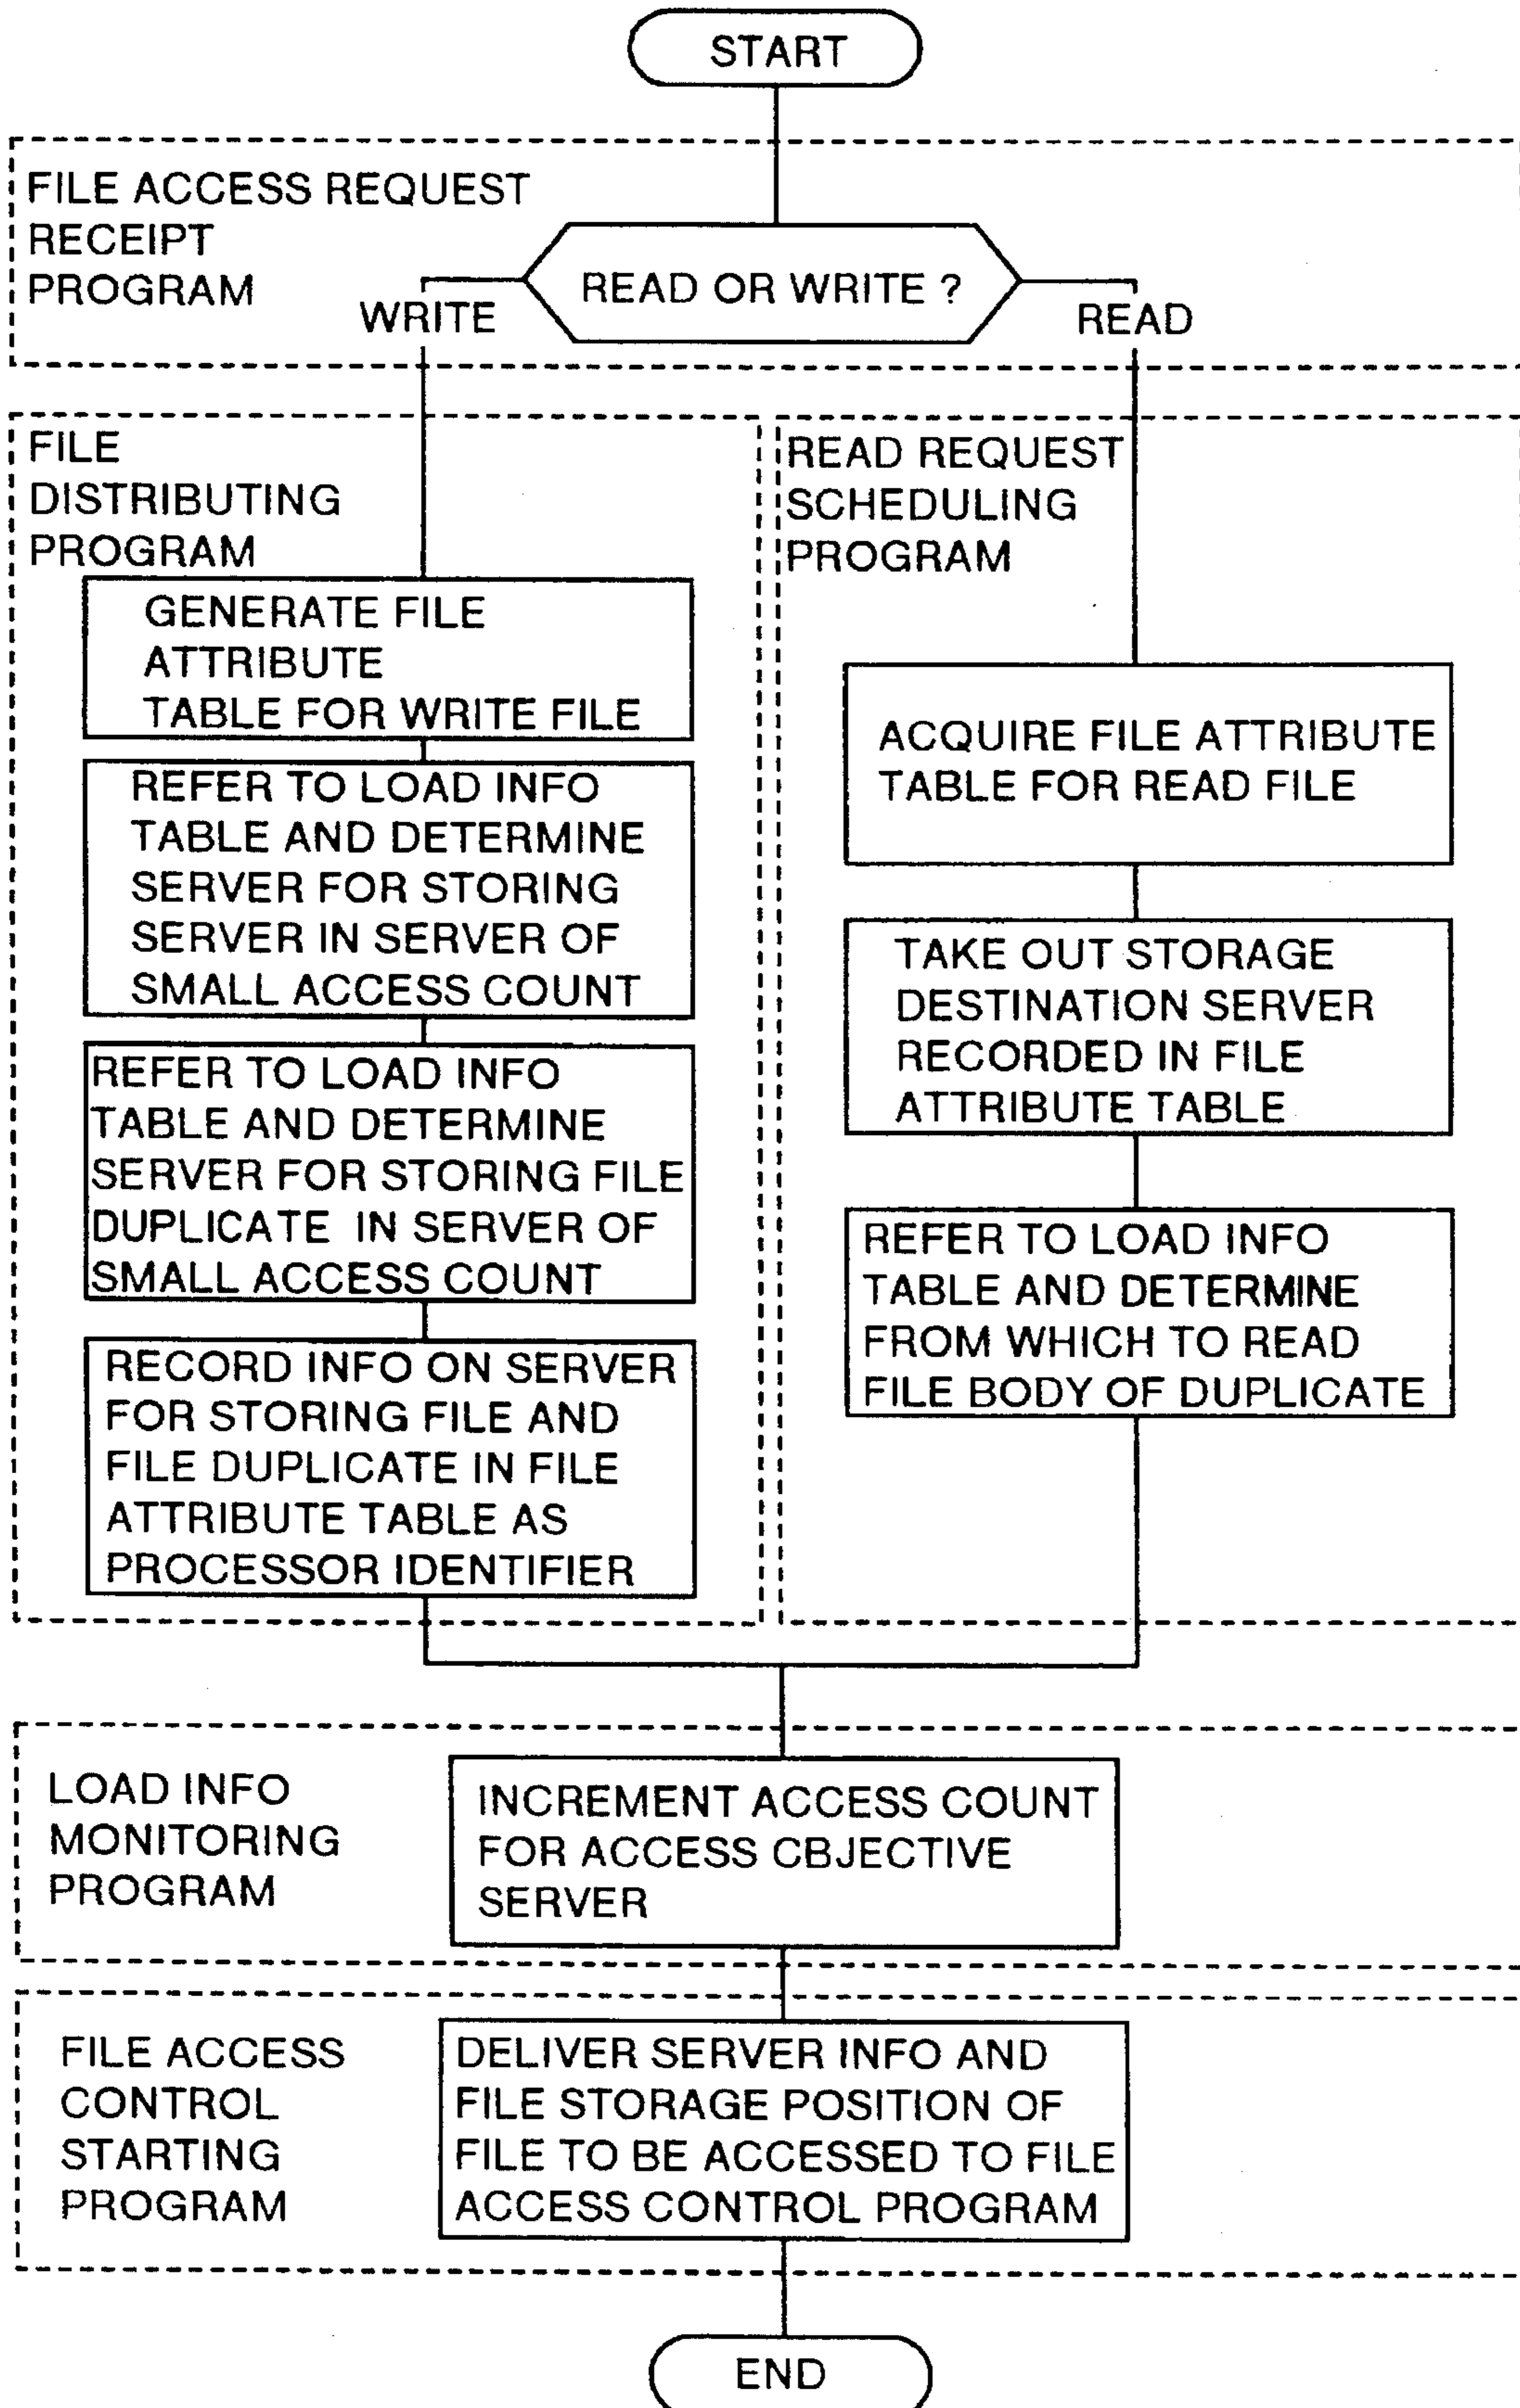 START
FILE ACCESS REQUEST
RECEIPT
PROGRAM
READ OR WRITE ?
WRITE
READ
FILE
DISTRIBUTING
PROGRAM
GENERATE FILE
ATTRIBUTE
TABLE FOR WRITE FILE
REFER TO LOAD INFO
TABLE AND DETERMINE
SERVER FOR STORING
SERVER IN SERVER OF
SMALL ACCESS COUNT
REFER TO LOAD INFO
TABLE AND DETERMINE
SERVER FOR STORING FILE
DUPLICATE IN SERVER OF
SMALL ACCESS COUNT
RECORD INFO ON SERVER
FOR STORING FILE AND
FILE DUPLICATE IN FILE
ATTRIBUTE TABLE AS
PROCESSOR IDENTIFIER
READ REQUEST
SCHEDULING
PROGRAM
ACQUIRE FILE ATTRIBUTE
TABLE FOR READ FILE
TAKE OUT STORAGE
DESTINATION SERVER
RECORDED IN FILE
ATTRIBUTE TABLE
REFER TO LOAD INFO
TABLE AND DETERMINE
FROM WHICH TO READ
FILE BODY OF DUPLICATE
LOAD INFO
MONITORING
PROGRAM
INCREMENT ACCESS COUNT
FOR ACCESS CBJECTIVE
SERVER
FILE ACCESS
CONTROL
STARTING
PROGRAM
DELIVER SERVER INFO AND
FILE STORAGE POSITION OF
FILE TO BE ACCESSED TO FILE
ACCESS CONTROL PROGRAM
END